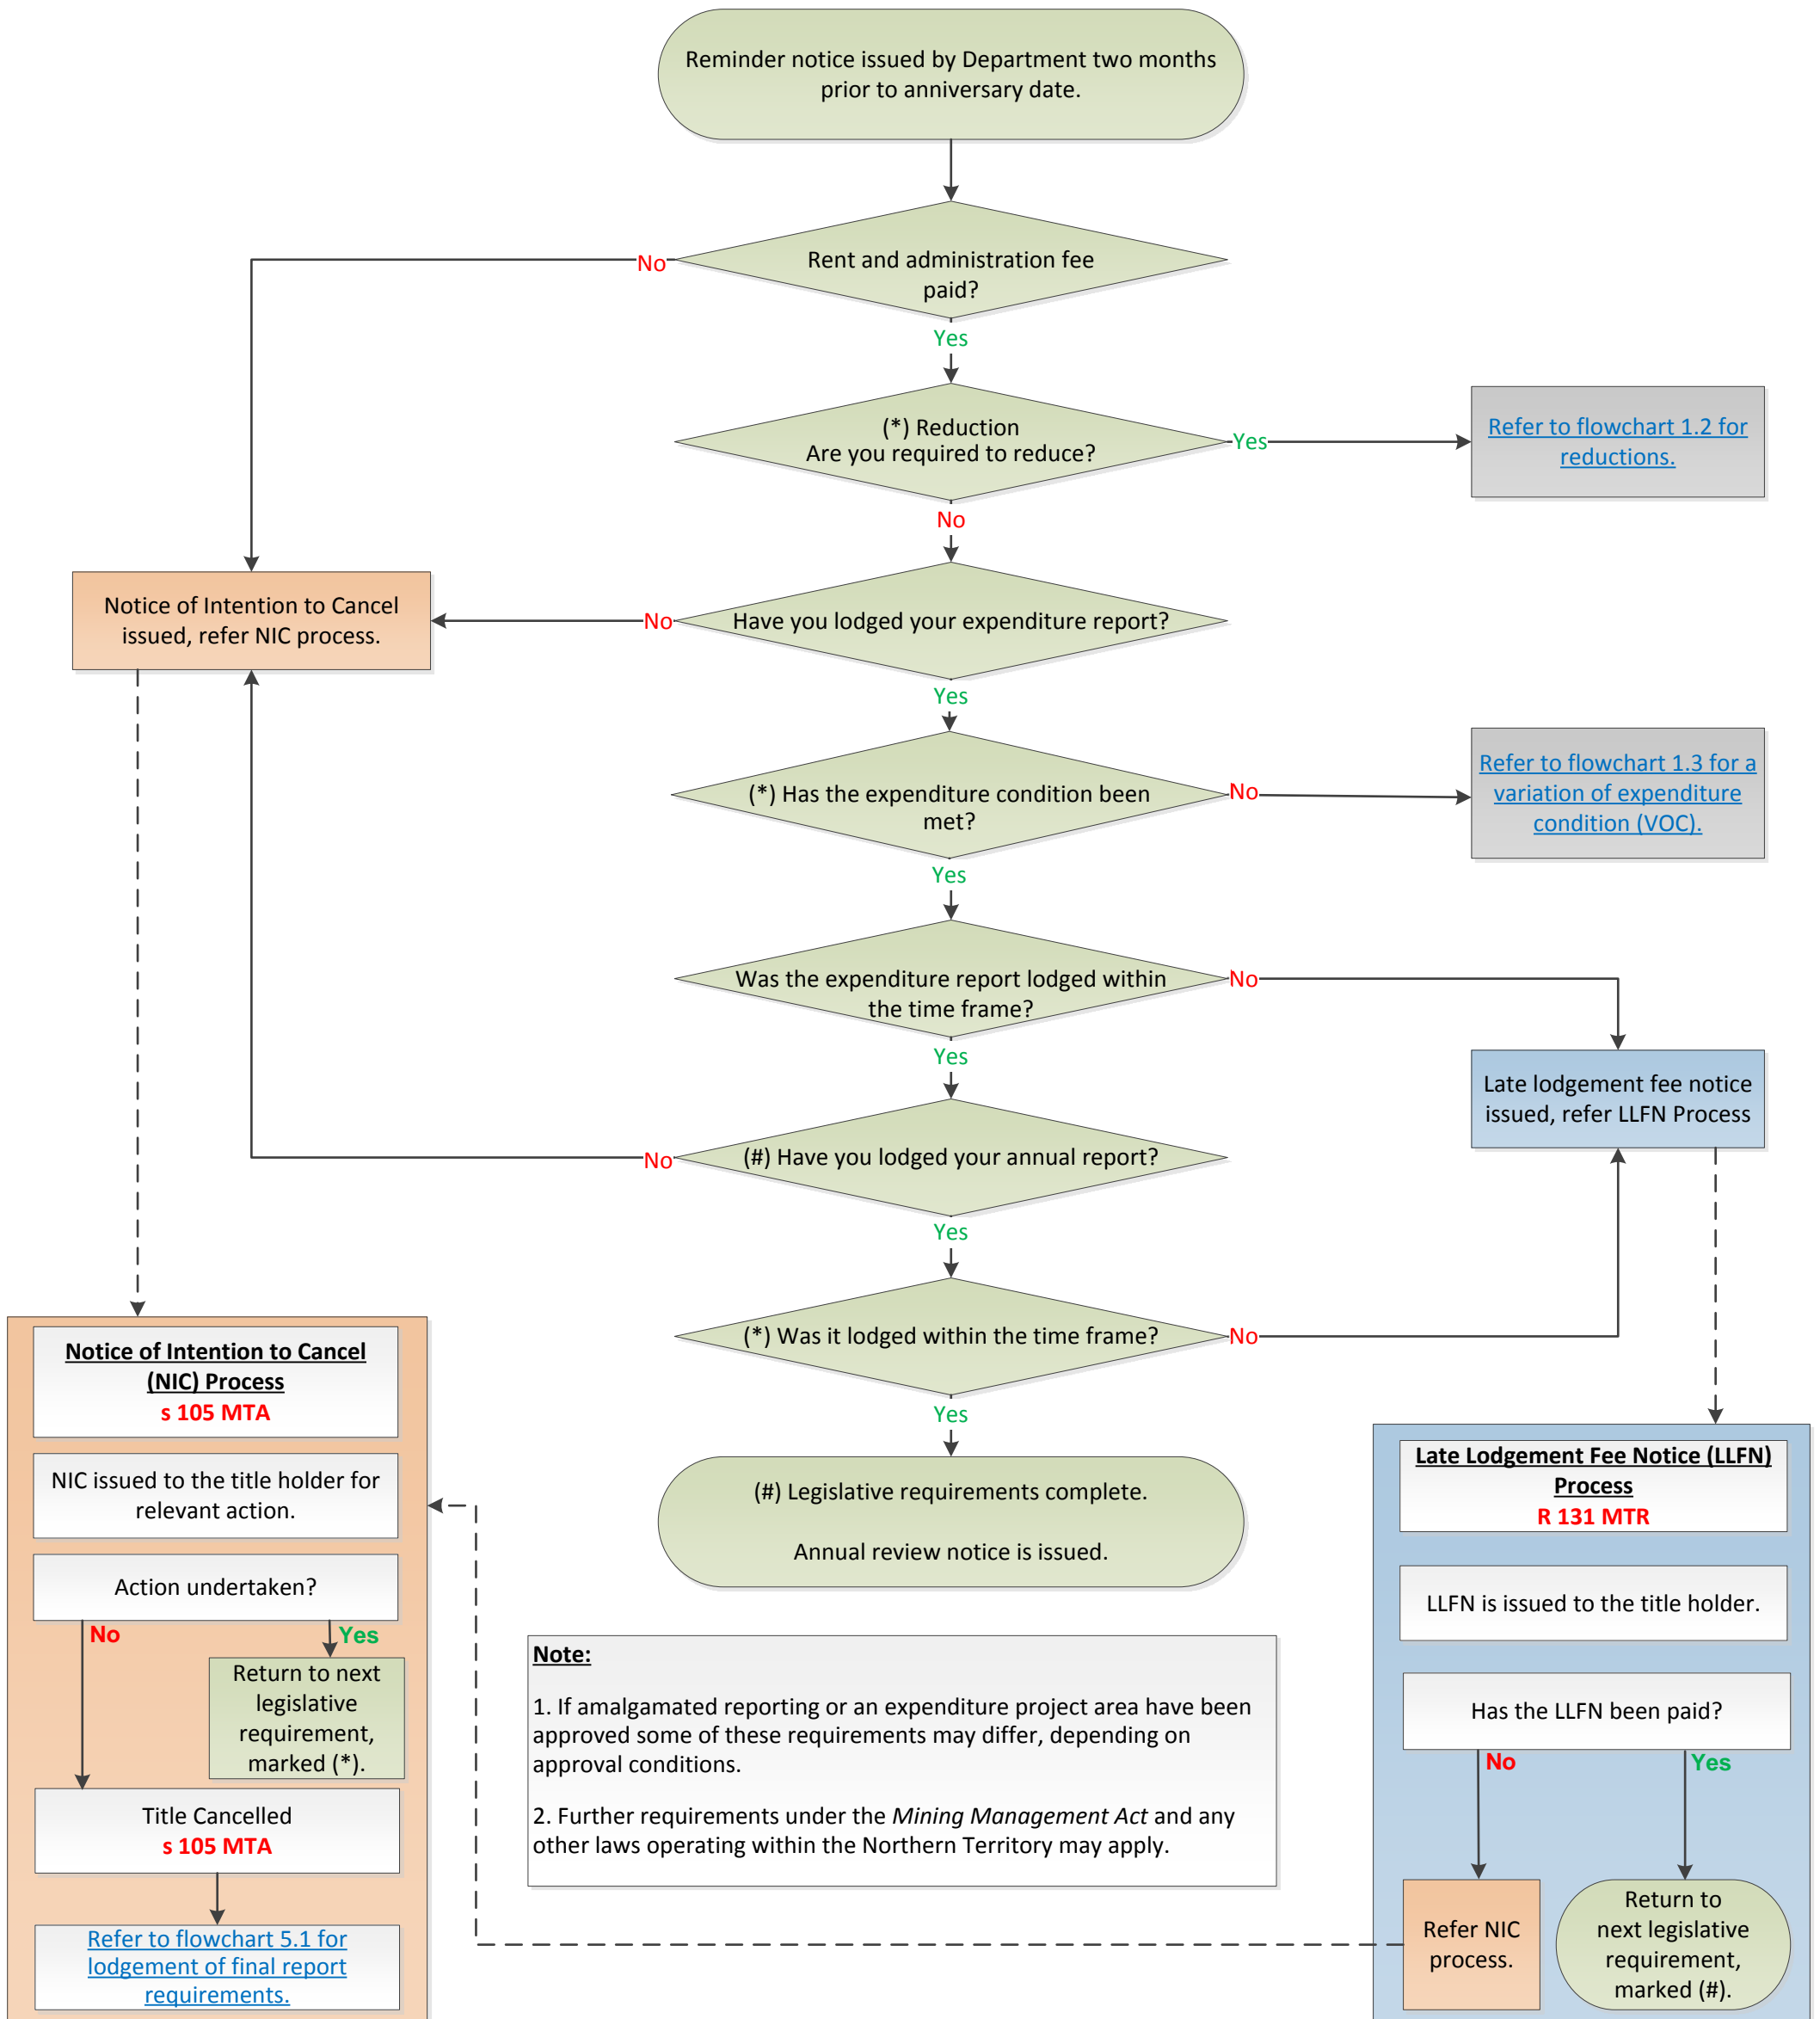 Reminder notice issued by Department two months
prior to anniversary date.
Rent and administration fee
paid?
No
Yes
(*) Reduction
Are you required to reduce?
Yes
Refer to flowchart 1.2 for
reductions.
No
Notice of Intention to Cancel
issued, refer NIC process.
No
Have you lodged your expenditure report?
Yes
(*) Has the expenditure condition been
met?
No
Refer to flowchart 1.3 for a
variation of expenditure
condition (VOC).
Yes
Was the expenditure report lodged within
the time frame?
No
Yes
Late lodgement fee notice
issued, refer LLFN Process
(#) Have you lodged your annual report?
No
Yes
(*) Was it lodged within the time frame?
No
Yes
(#) Legislative requirements complete.
Annual review notice is issued.
Notice of Intention to Cancel
(NIC) Process
s 105 MTA
NIC issued to the title holder for
relevant action.
Action undertaken?
No
Yes
Return to next
legislative
requirement,
marked (*).
Title Cancelled
s 105 MTA
Refer to flowchart 5.1 for
lodgement of final report
requirements.
Note:
1. If amalgamated reporting or an expenditure project area have been
approved some of these requirements may differ, depending on
approval conditions.
2. Further requirements under the Mining Management Act and any
other laws operating within the Northern Territory may apply.
Late Lodgement Fee Notice (LLFN)
Process
R 131 MTR
LLFN is issued to the title holder.
Has the LLFN been paid?
No
Yes
Refer NIC
process.
Return to
next legislative
requirement,
marked (#).